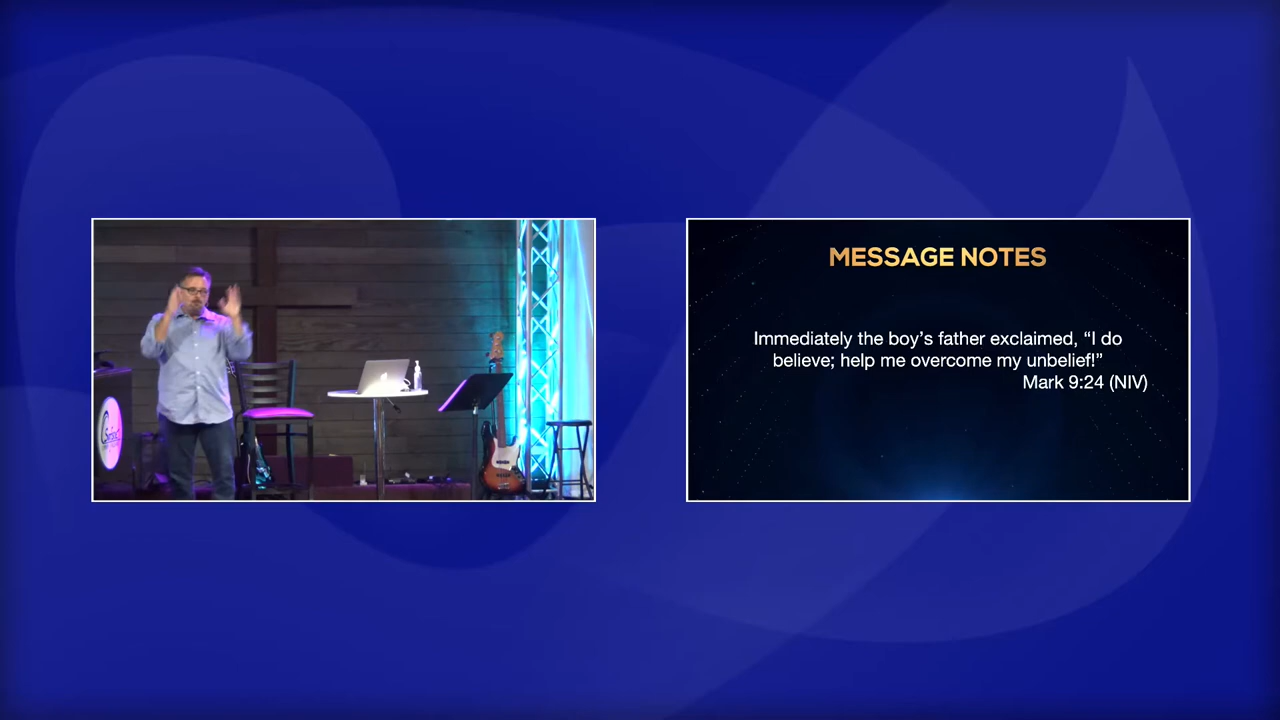 MESSAGE NOTES
Immediately the boy’s father exclaimed, “I do
believe; help me overcome my unbelief!”
Mark 9:24 (NIV)